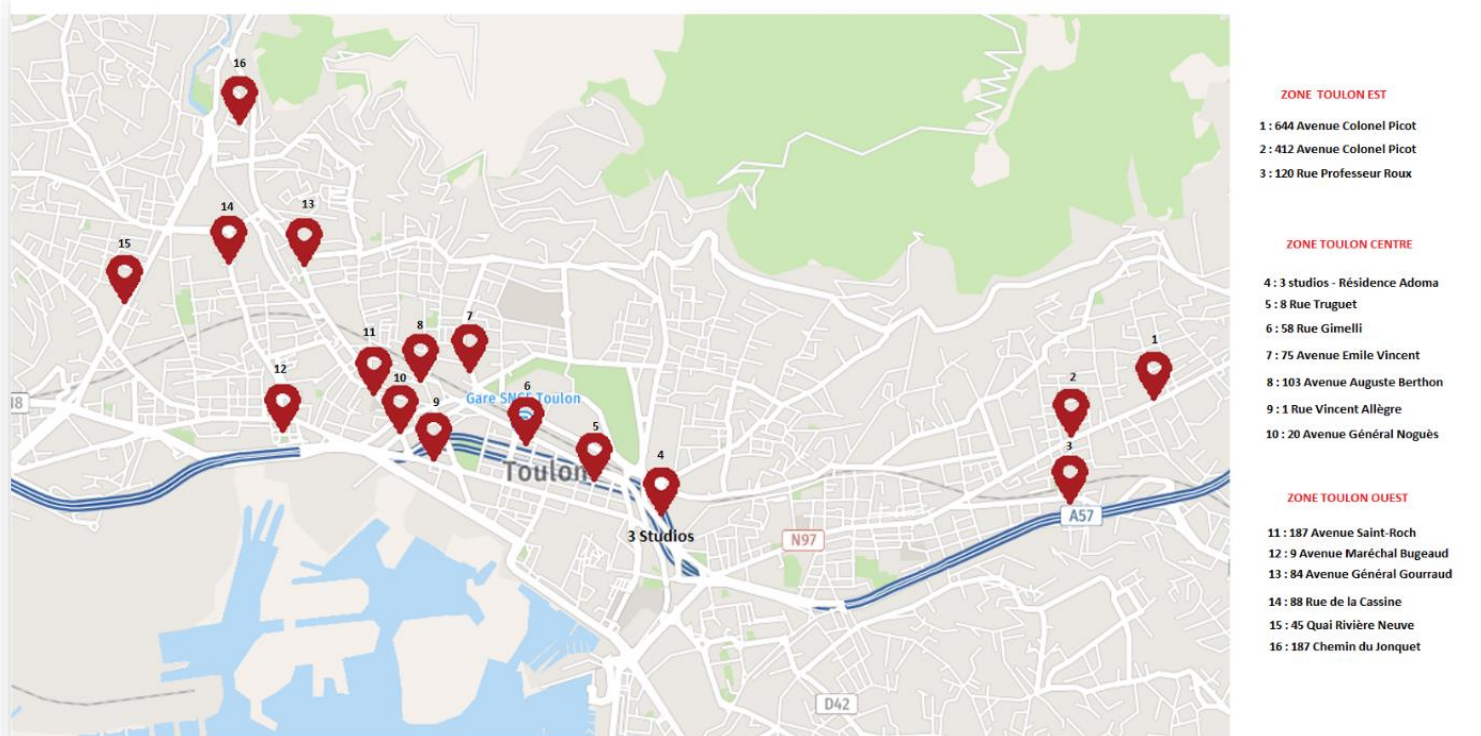 16
14
13
15
11
8
7
12
10
9
6
Gare SNCF Toulon
5
Toulon
4
3 Studios
1
2
3
A57
N97
D42
ZONE TOULON EST
1 : 644 Avenue Colonel Picot
2 : 412 Avenue Colonel Picot
3 : 120 Rue Professeur Roux
ZONE TOULON CENTRE
4 : 3 studios - Résidence Adoma
5 : 8 Rue Truguet
6 : 58 Rue Gimelli
7 : 75 Avenue Emile Vincent
8 : 103 Avenue Auguste Berthon
9 : 1 Rue Vincent Allègre
10 : 20 Avenue Général Noguès
ZONE TOULON OUEST
11 : 187 Avenue Saint-Roch
12 : 9 Avenue Maréchal Bugeaud
13 : 84 Avenue Général Gourraud
14 : 88 Rue de la Cassine
15 : 45 Quai Rivière Neuve
16 : 187 Chemin du Jonquet